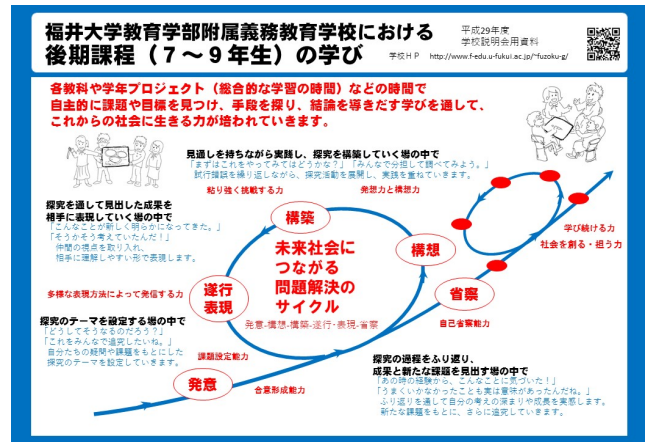 福井大学教育学部附属義務教育学校における
後期課程（７～９年生）の学び
平成29年度
学校説明会用資料
学校ＨＰ　http://www.f-edu.u-fukui.ac.jp/~fuzoku-g/
各教科や学年プロジェクト（総合的な学習の時間）などの時間で
自主的に課題や目標を見つけ、手段を探り、結論を導きだす学びを通して、
これからの社会に生きる力が培われていきます。
見通しを持ちながら実践し、探究を構築していく場の中で
「まずはこれをやってみてはどうかな？」「みんなで分担して調べてみよう。」
試行錯誤を繰り返しながら、探究活動を展開し、実践を重ねていきます。
粘り強く挑戦する力
発想力と構想力
探究を通して見出した成果を
相手に表現していく場の中で
「こんなことが新しく明らかになってきた。」
「そうかそう考えていたんだ！」
仲間の視点を取り入れ、
相手に理解しやすい形で表現します。
構築
構想
未来社会に
つながる
問題解決の
サイクル
発意-構想-構築-遂行・表現-省察
学び続ける力
社会を創る・担う力
遂行
表現
省察
多様な表現方法によって発信する力
自己省察能力
探究のテーマを設定する場の中で
「どうしてそうなるのだろう？」
「これをみんなで追究したいね。」
自分たちの疑問や課題をもとにした
探究のテーマを設定していきます。
課題設定能力
発意
合意形成能力
探究の過程をふり返り、
成果と新たな課題を見出す場の中で
「あの時の経験から、こんなことに気づいた！」
「うまくいかなかったことも実は意味があったんだね。」
ふり返りを通して自分の考えの深まりや成長を実感します。
新たな課題をもとに、さらに追究していきます。